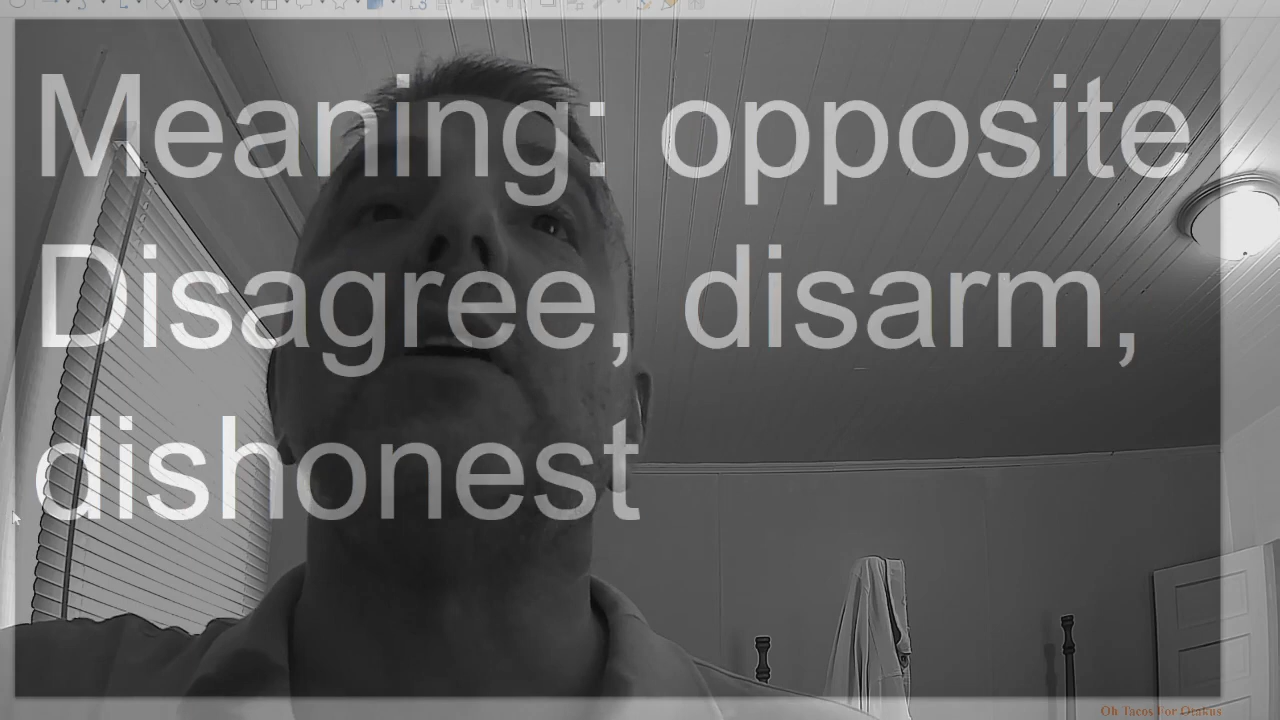 Meaning: opposite
Disagree, disarm,
dishonest
Oh Tacos For Otakus